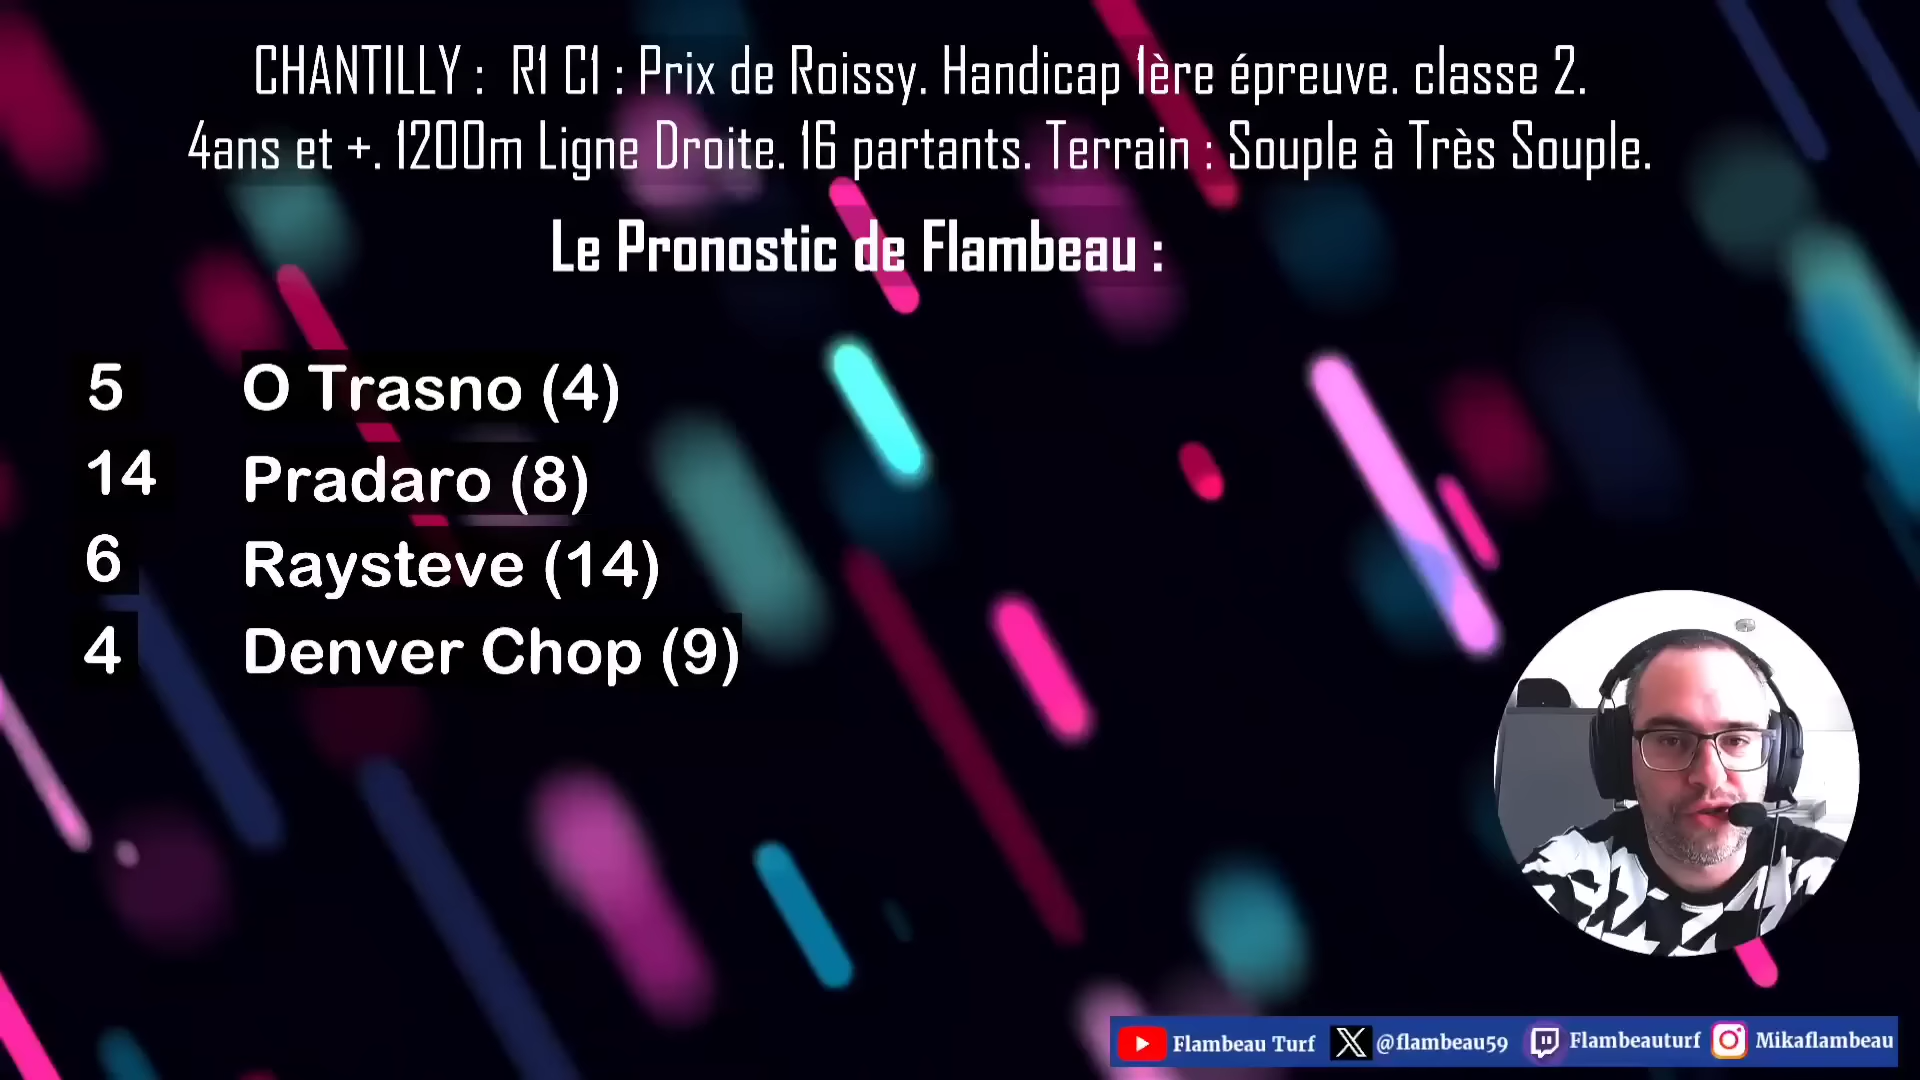 CHANTILLY : R1 C1 : Prix de Roissy. Handicap 1ère épreuve. classe 2.
4ans et +. 1200m Ligne Droite. 16 partants. Terrain : Souple à Très Souple.
Le Pronostic de Flambeau :
5 O Trasno (4)
14 Pradaro (8)
6 Raysteve (14)
4 Denver Chop (9)
Flambeau Turf @flambeau59 Flambeauturf Mikaflambeau